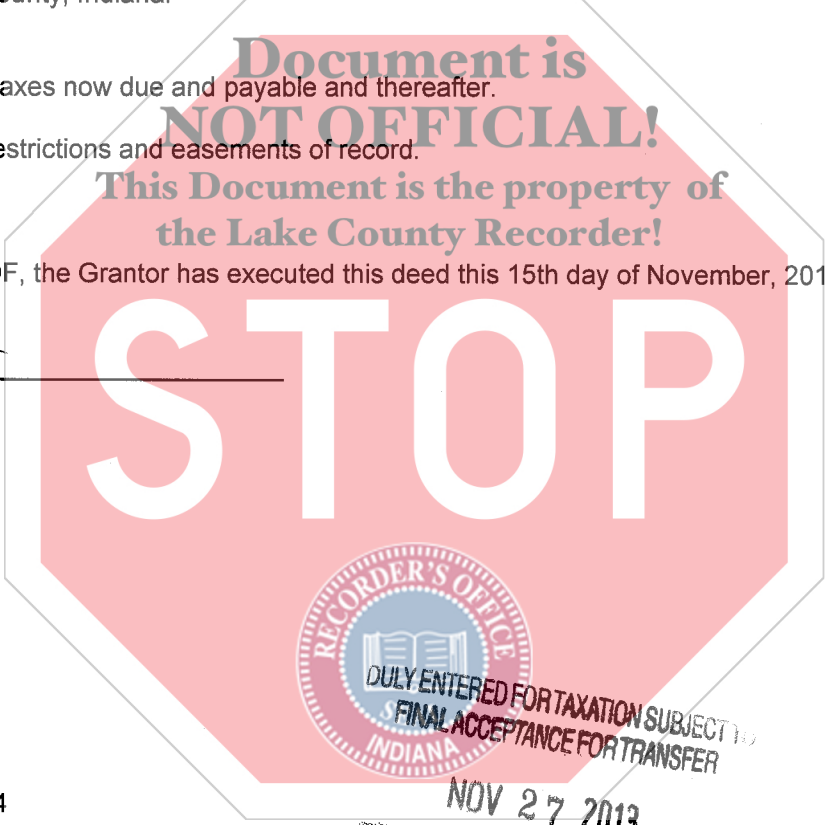 ounty, Indiana.
Document is
axes now due and payable and thereafter.
NOT OFFICIAL!
estrictions and easements of record.
This Document is the property of
the Lake County Recorder!
OF, the Grantor has executed this deed this 15th day of November, 201
STOP
RECORDER'S OFFICE
DULY ENTERED FOR TAXATION SUBJECT TO
FINAL ACCEPTANCE FOR TRANSFER
INDIANA
NOV 27 2013
4